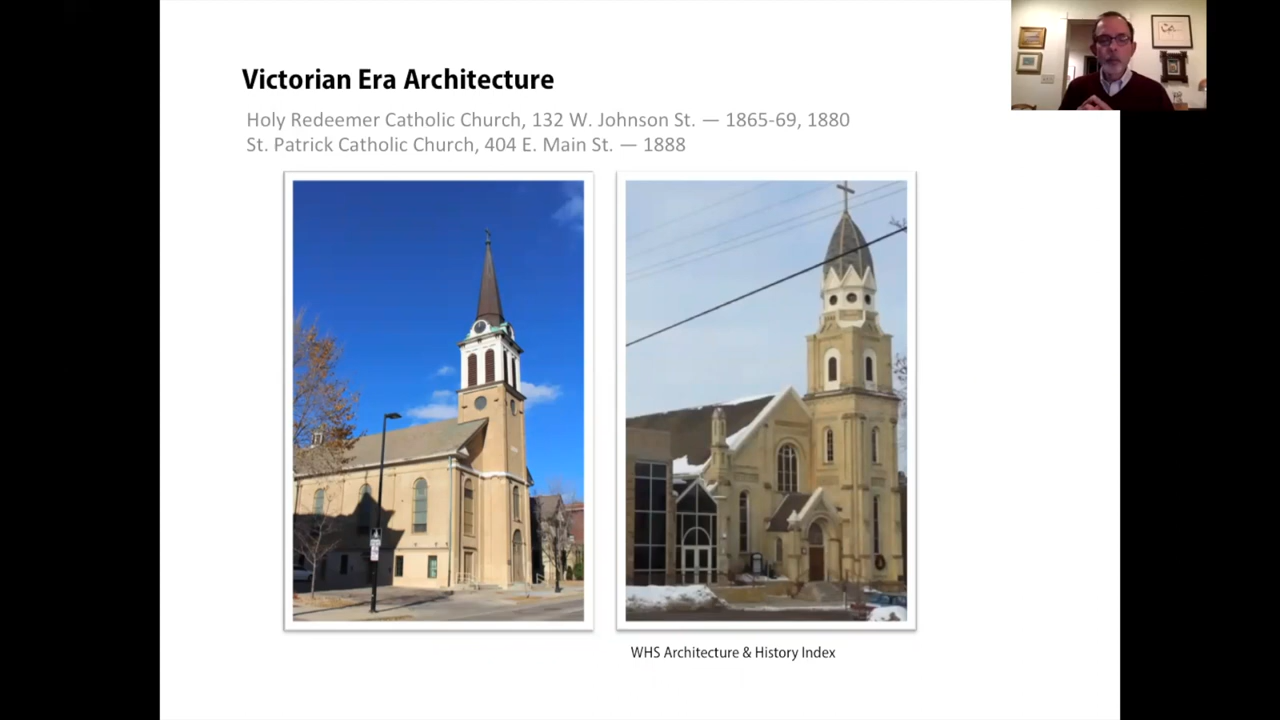 Victorian Era Architecture
Holy Redeemer Catholic Church, 132 W. Johnson St. — 1865-69, 1880
St. Patrick Catholic Church, 404 E. Main St. — 1888
WHS Architecture & History Index